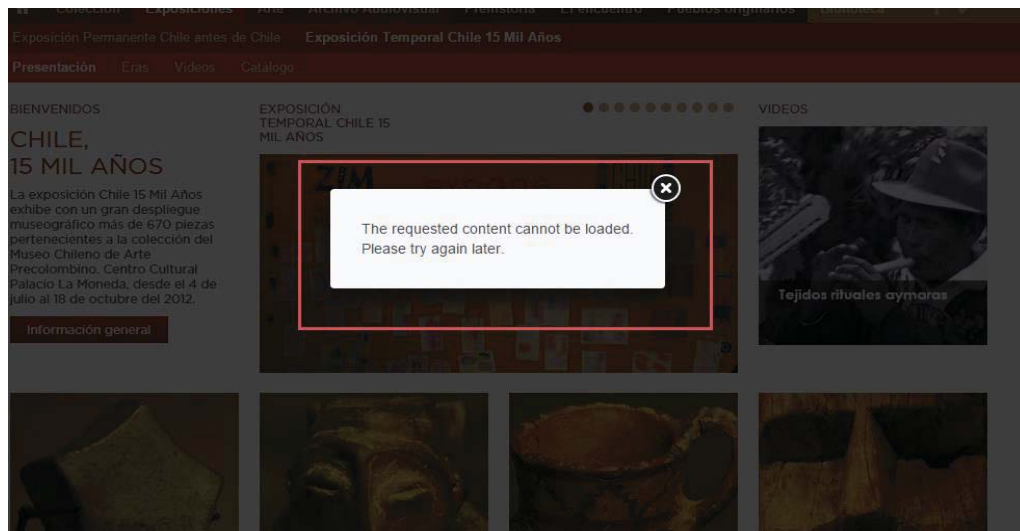 Colección Exposiciones Arte Archivo Audiovisual Prehistoria El encuentro Pueblos originarios Biblioteca
Exposición Permanente Chile antes de Chile Exposición Temporal Chile 15 Mil Años
Presentación Eras Videos Catálogo
BIENVENIDOS
CHILE,
15 MIL AÑOS
La exposición Chile 15 Mil Años
exhibe con un gran despliegue
museográfico más de 670 piezas
pertenecientes a la colección del
Museo Chileno de Arte
Precolombino. Centro Cultural
Palacio La Moneda, desde el 4 de
julio al 18 de octubre del 2012.
Información general
EXPOSICIÓN
TEMPORAL CHILE 15
MIL AÑOS
The requested content cannot be loaded.
Please try again later.
VIDEOS
Tejidos rituales aymaras